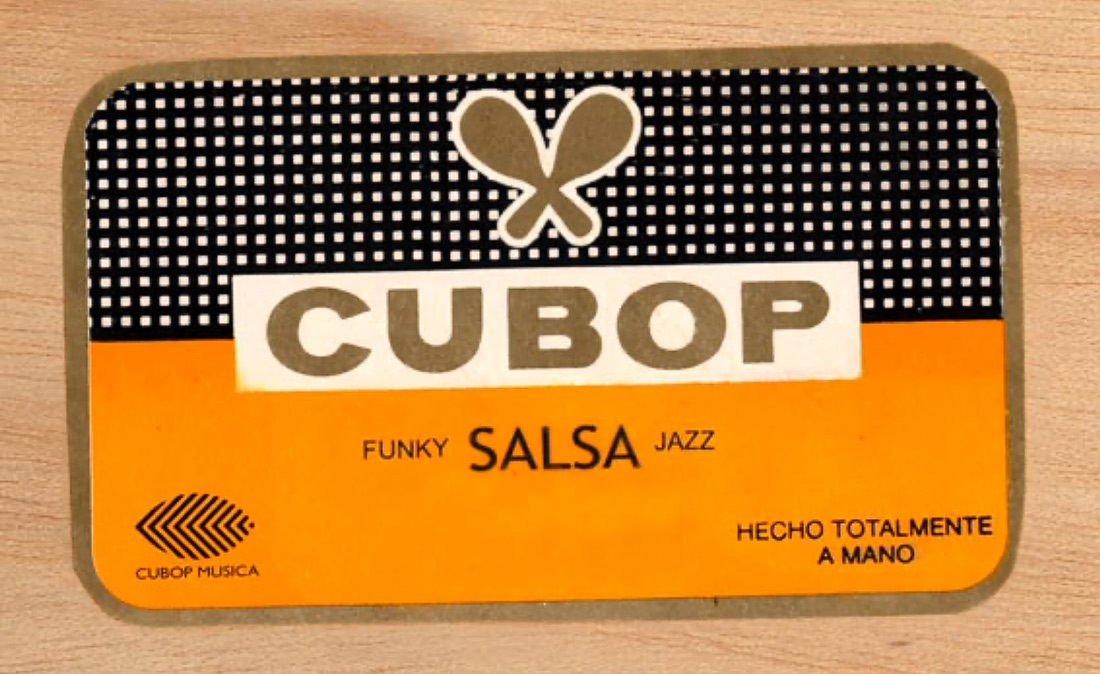 CUBOP
FUNKY SALSA JAZZ
CUBOP MUSICA
HECHO TOTALMENTE
A MANO